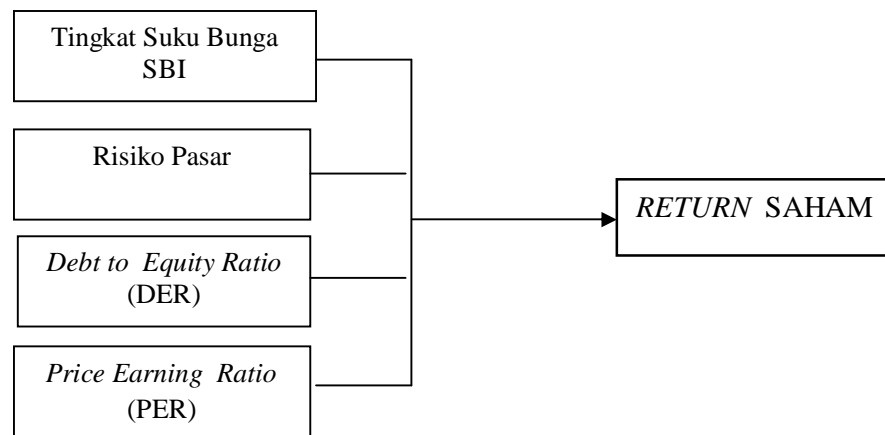 Tingkat Suku Bunga
SBI
Risiko Pasar
Debt to Equity Ratio
(DER)
Price Earning Ratio
(PER)
RETURN SAHAM